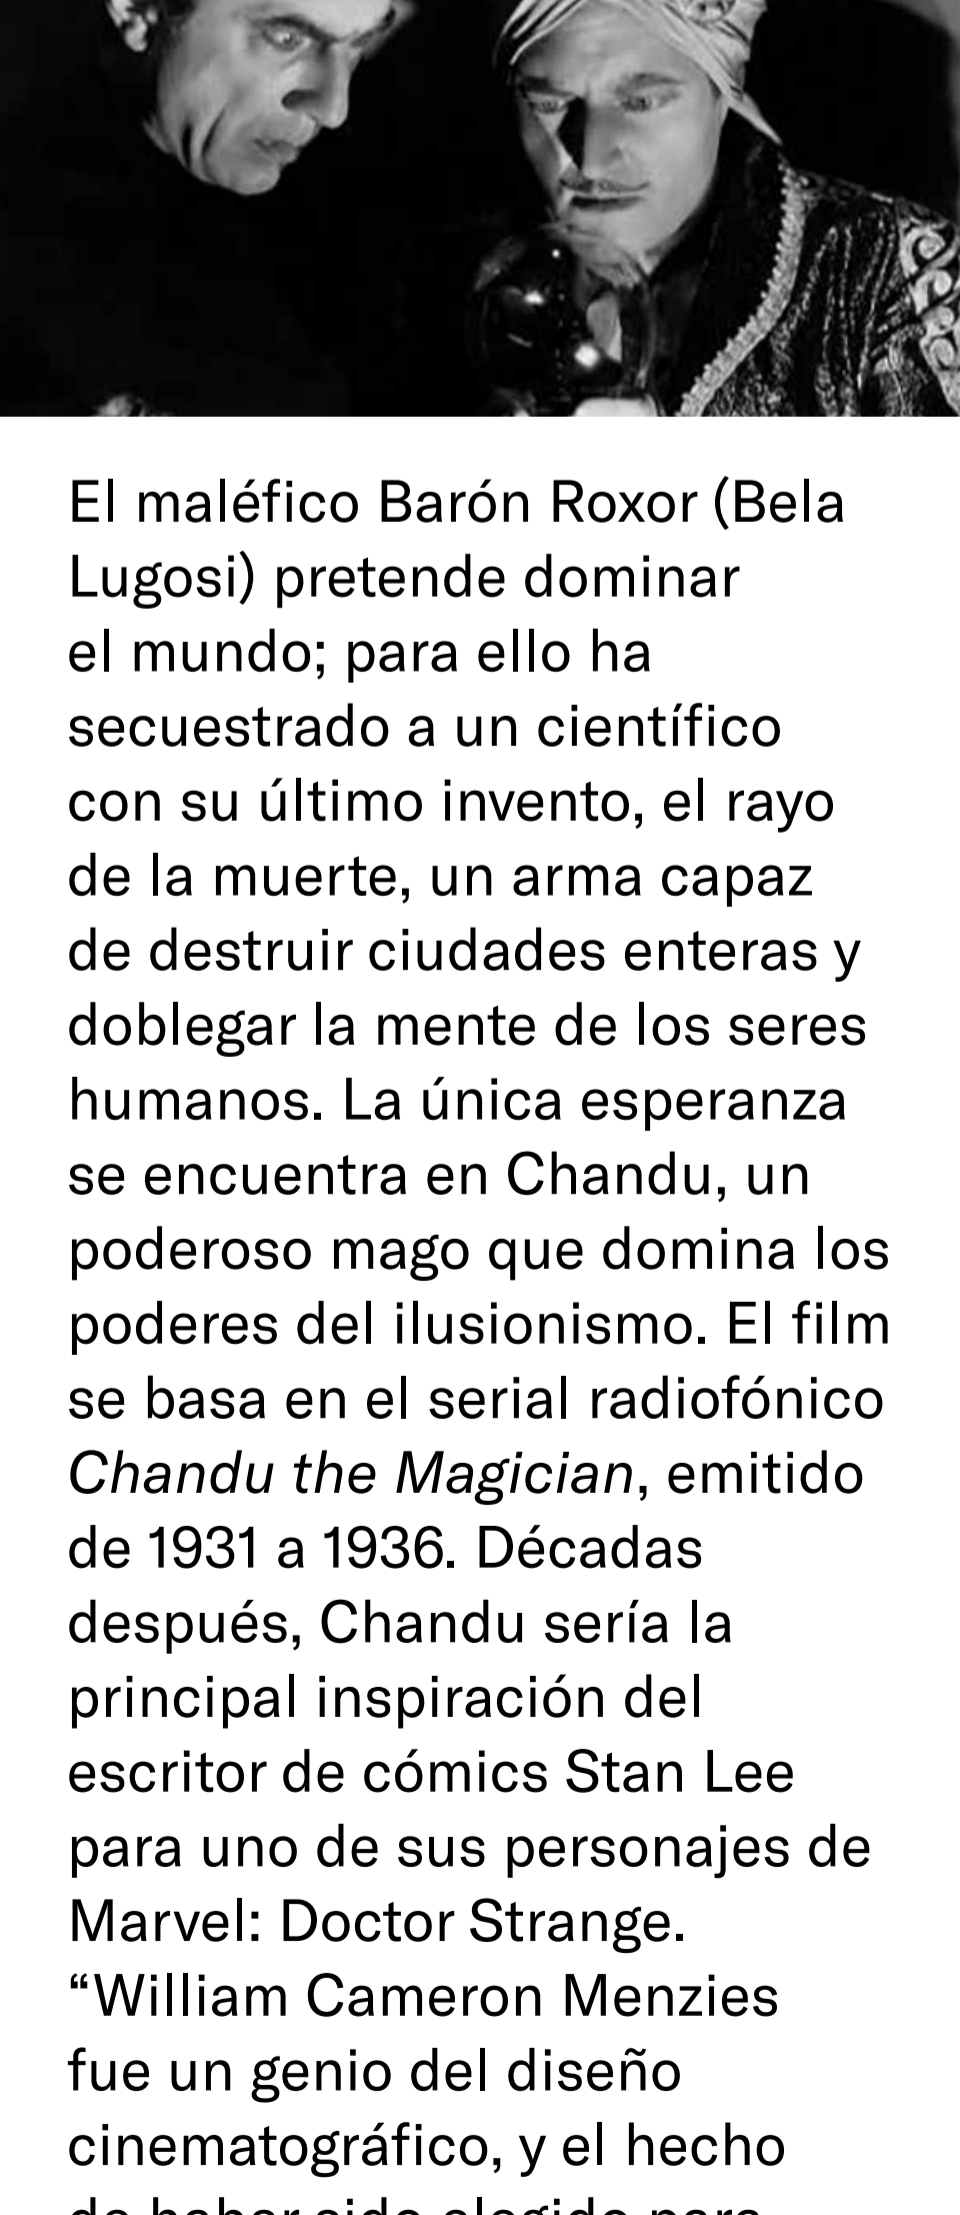 El maléfico Barón Roxor (Bela
Lugosi) pretende dominar
el mundo; para ello ha
secuestrado a un científico
con su último invento, el rayo
de la muerte, un arma capaz
de destruir ciudades enteras y
doblegar la mente de los seres
humanos. La única esperanza
se encuentra en Chandu, un
poderoso mago que domina los
poderes del ilusionismo. El film
se basa en el serial radiofónico
Chandu the Magician, emitido
de 1931 a 1936. Décadas
después, Chandu sería la
principal inspiración del
escritor de cómics Stan Lee
para uno de sus personajes de
Marvel: Doctor Strange.
“William Cameron Menzies
fue un genio del diseño
cinematográfico, y el hecho
de haber sido elegido para